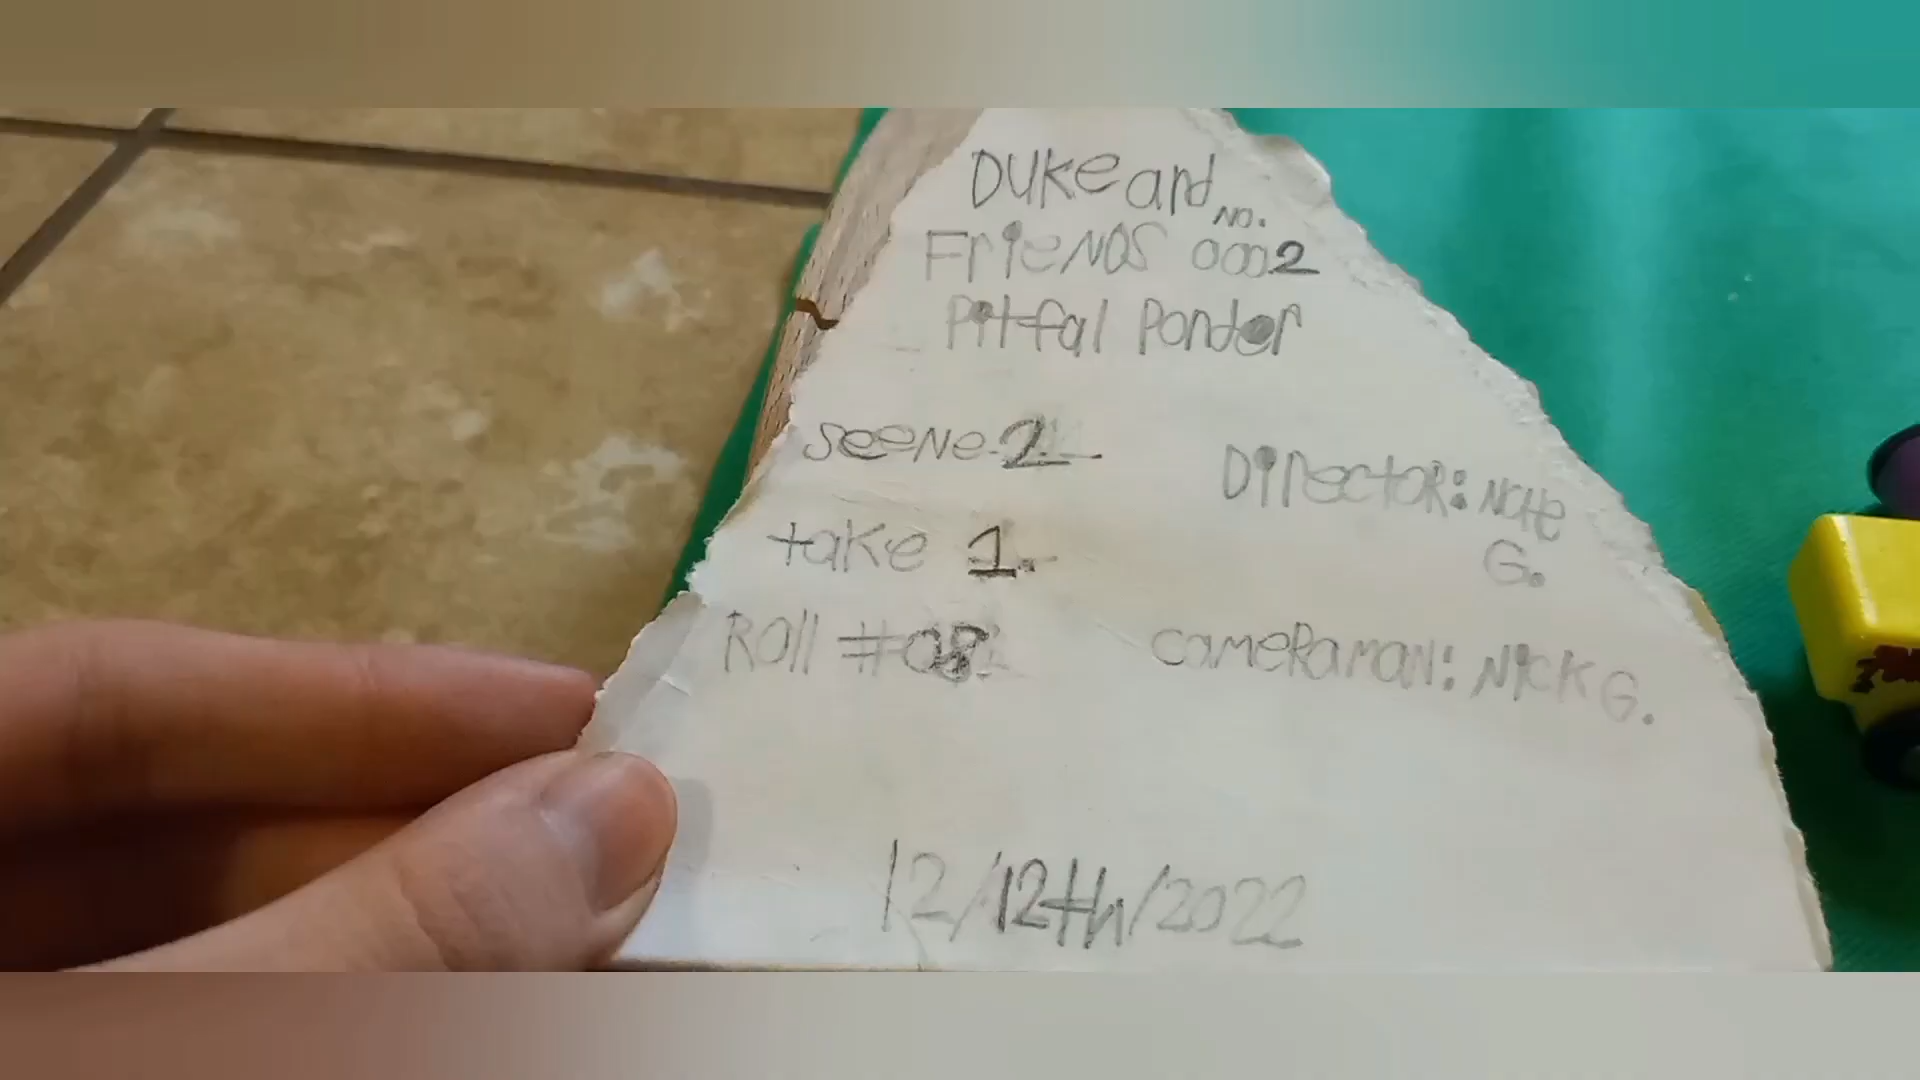 Duke and
Friends NO. 0002
Pitfal Ponder
Seene 2.
take 1.
Director: Nate
G.
Roll #08
cameraman: Nick G.
12/12th/2022